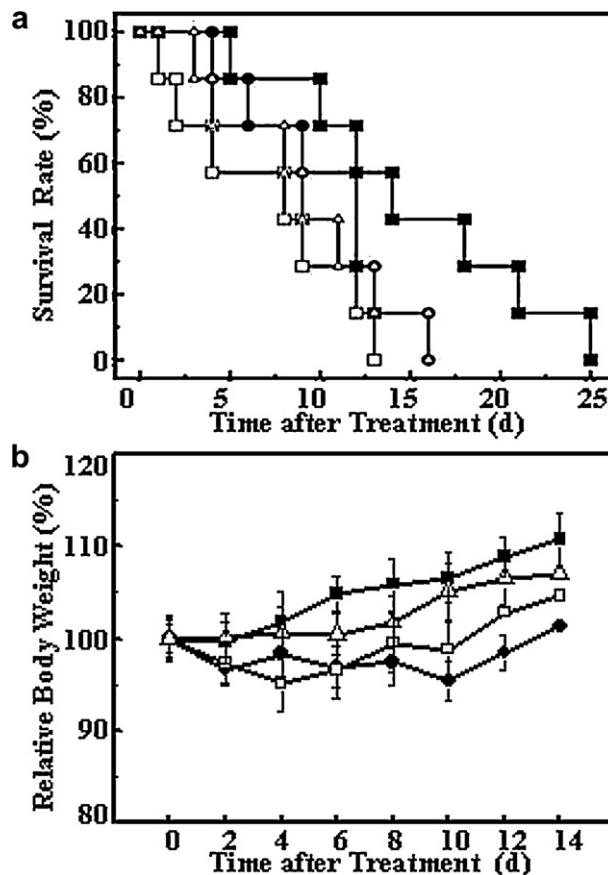 a
Survival Rate (%)
100
80
60
40
20
0
0 5 10 15 20 25
Time after Treatment (d)
b
Relative Body Weight (%)
120
110
100
90
80
0 2 4 6 8 10 12 14
Time after Treatment (d)